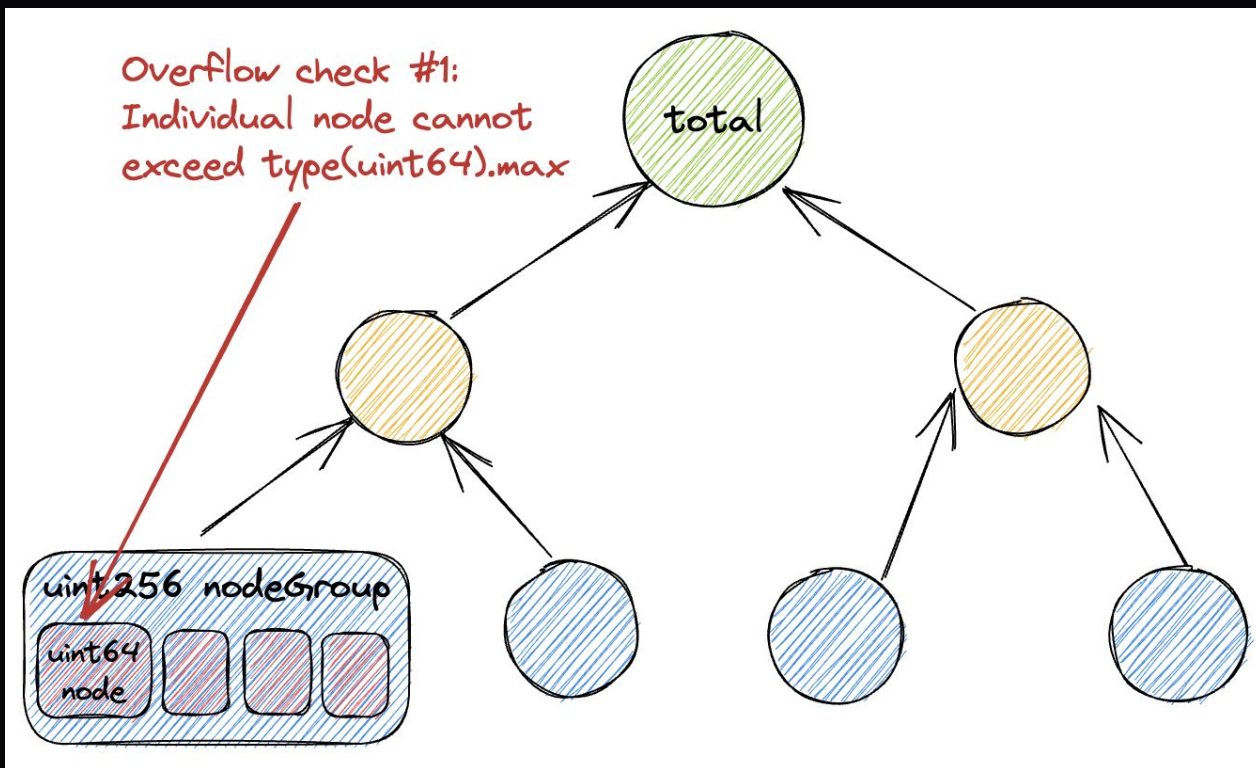 Overflow check #1:
Individual node cannot
exceed type(uint64).max
total
uint256 nodeGroup
uint64
node